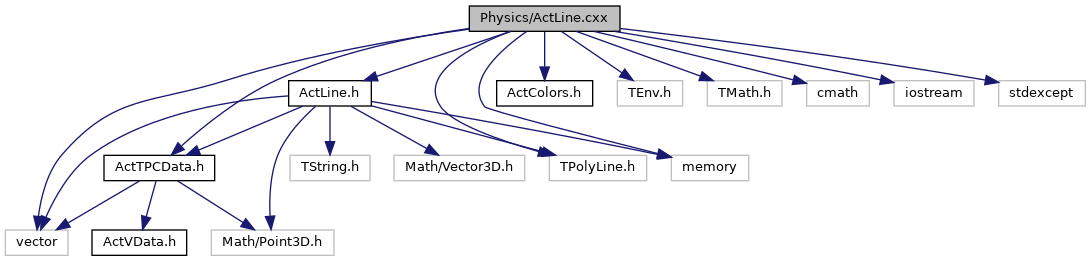 Physics/ActLine.cxx
ActLine.h
ActColors.h
TEnv.h
TMath.h
cmath
iostream
stdexcept
ActTPCData.h
TString.h
Math/Vector3D.h
TPolyLine.h
memory
vector
ActVData.h
Math/Point3D.h